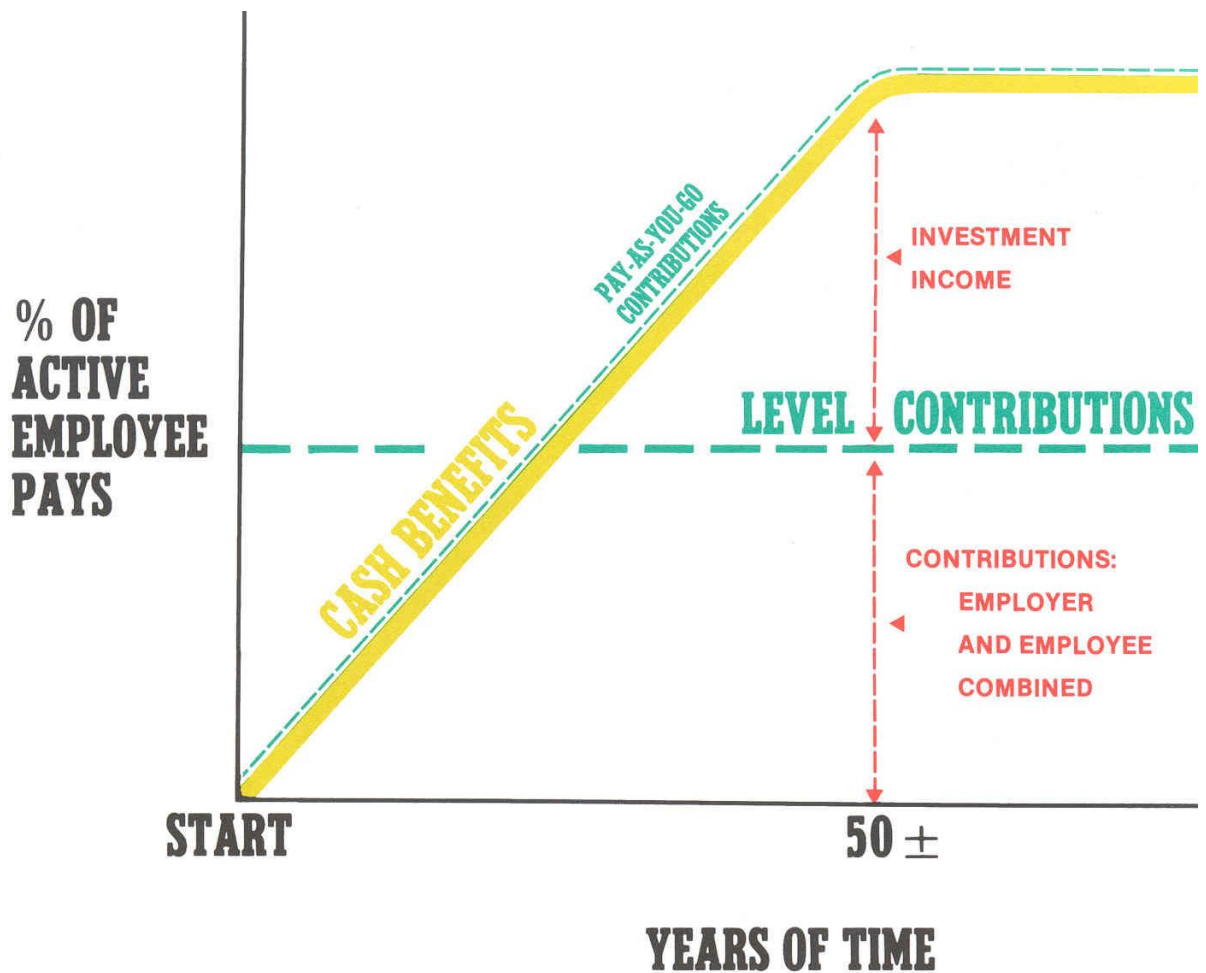 PAY-AS-YOU-GO
CONTRIBUTIONS
INVESTMENT
INCOME
% OF
ACTIVE
EMPLOYEE
PAYS
LEVEL CONTRIBUTIONS
CASH BENEFITS
CONTRIBUTIONS:
EMPLOYER
AND EMPLOYEE
COMBINED
START
50 ±
YEARS OF TIME